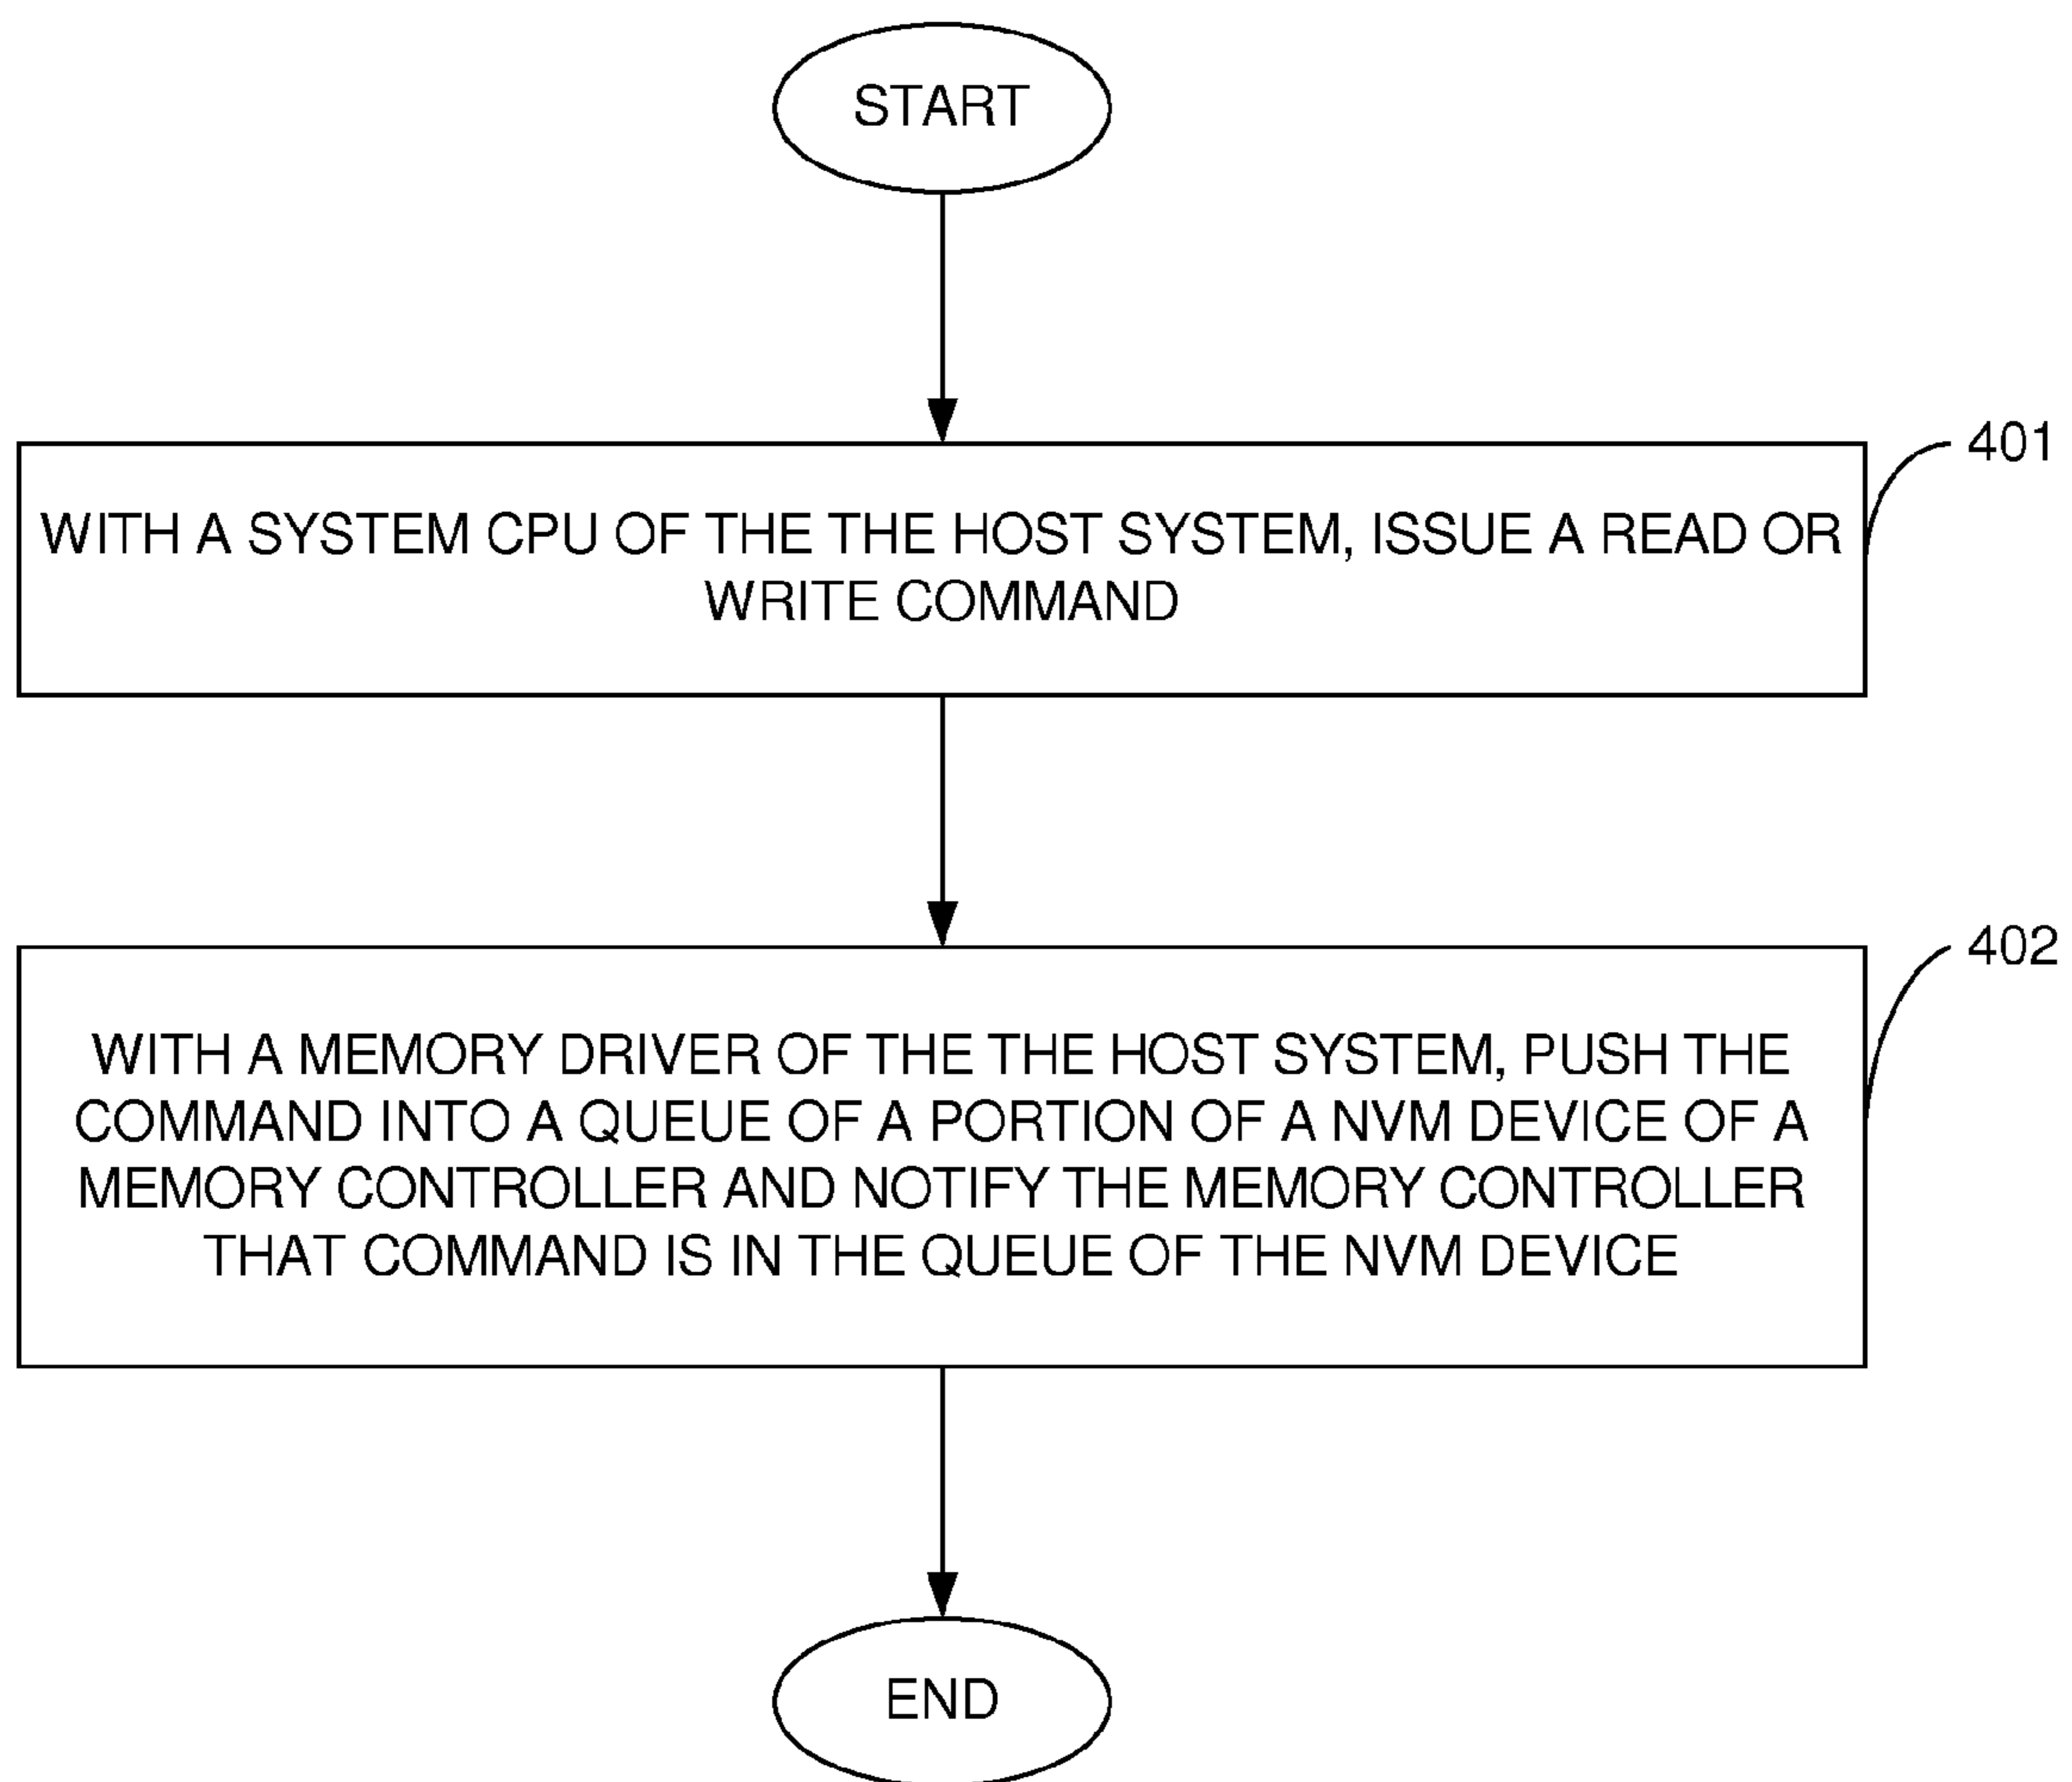 START
401
WITH A SYSTEM CPU OF THE THE HOST SYSTEM, ISSUE A READ OR
WRITE COMMAND
402
WITH A MEMORY DRIVER OF THE THE HOST SYSTEM, PUSH THE
COMMAND INTO A QUEUE OF A PORTION OF A NVM DEVICE OF A
MEMORY CONTROLLER AND NOTIFY THE MEMORY CONTROLLER
THAT COMMAND IS IN THE QUEUE OF THE NVM DEVICE
END